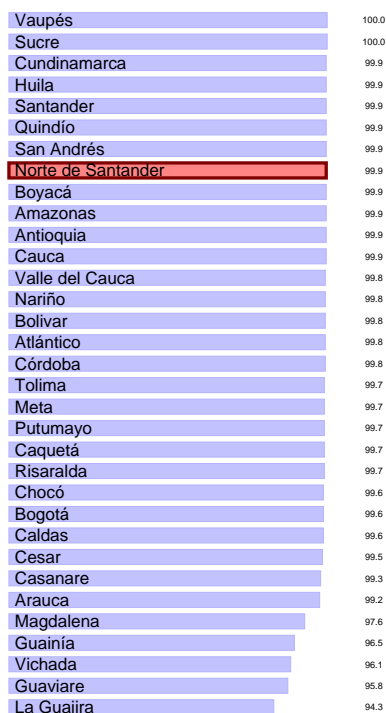 Vaupés 100.0
Sucre 100.0
Cundinamarca 99.9
Huila 99.9
Santander 99.9
Quindío 99.9
San Andrés 99.9
Norte de Santander 99.9
Boyacá 99.9
Amazonas 99.9
Antioquia 99.9
Cauca 99.9
Valle del Cauca 99.8
Nariño 99.8
Bolivar 99.8
Atlántico 99.8
Córdoba 99.8
Tolima 99.7
Meta 99.7
Putumayo 99.7
Caquetá 99.7
Risaralda 99.7
Chocó 99.6
Bogotá 99.6
Caldas 99.6
Cesar 99.5
Casanare 99.3
Arauca 99.2
Magdalena 97.6
Guainía 96.5
Vichada 96.1
Guaviare 95.8
La Guajira 94.3